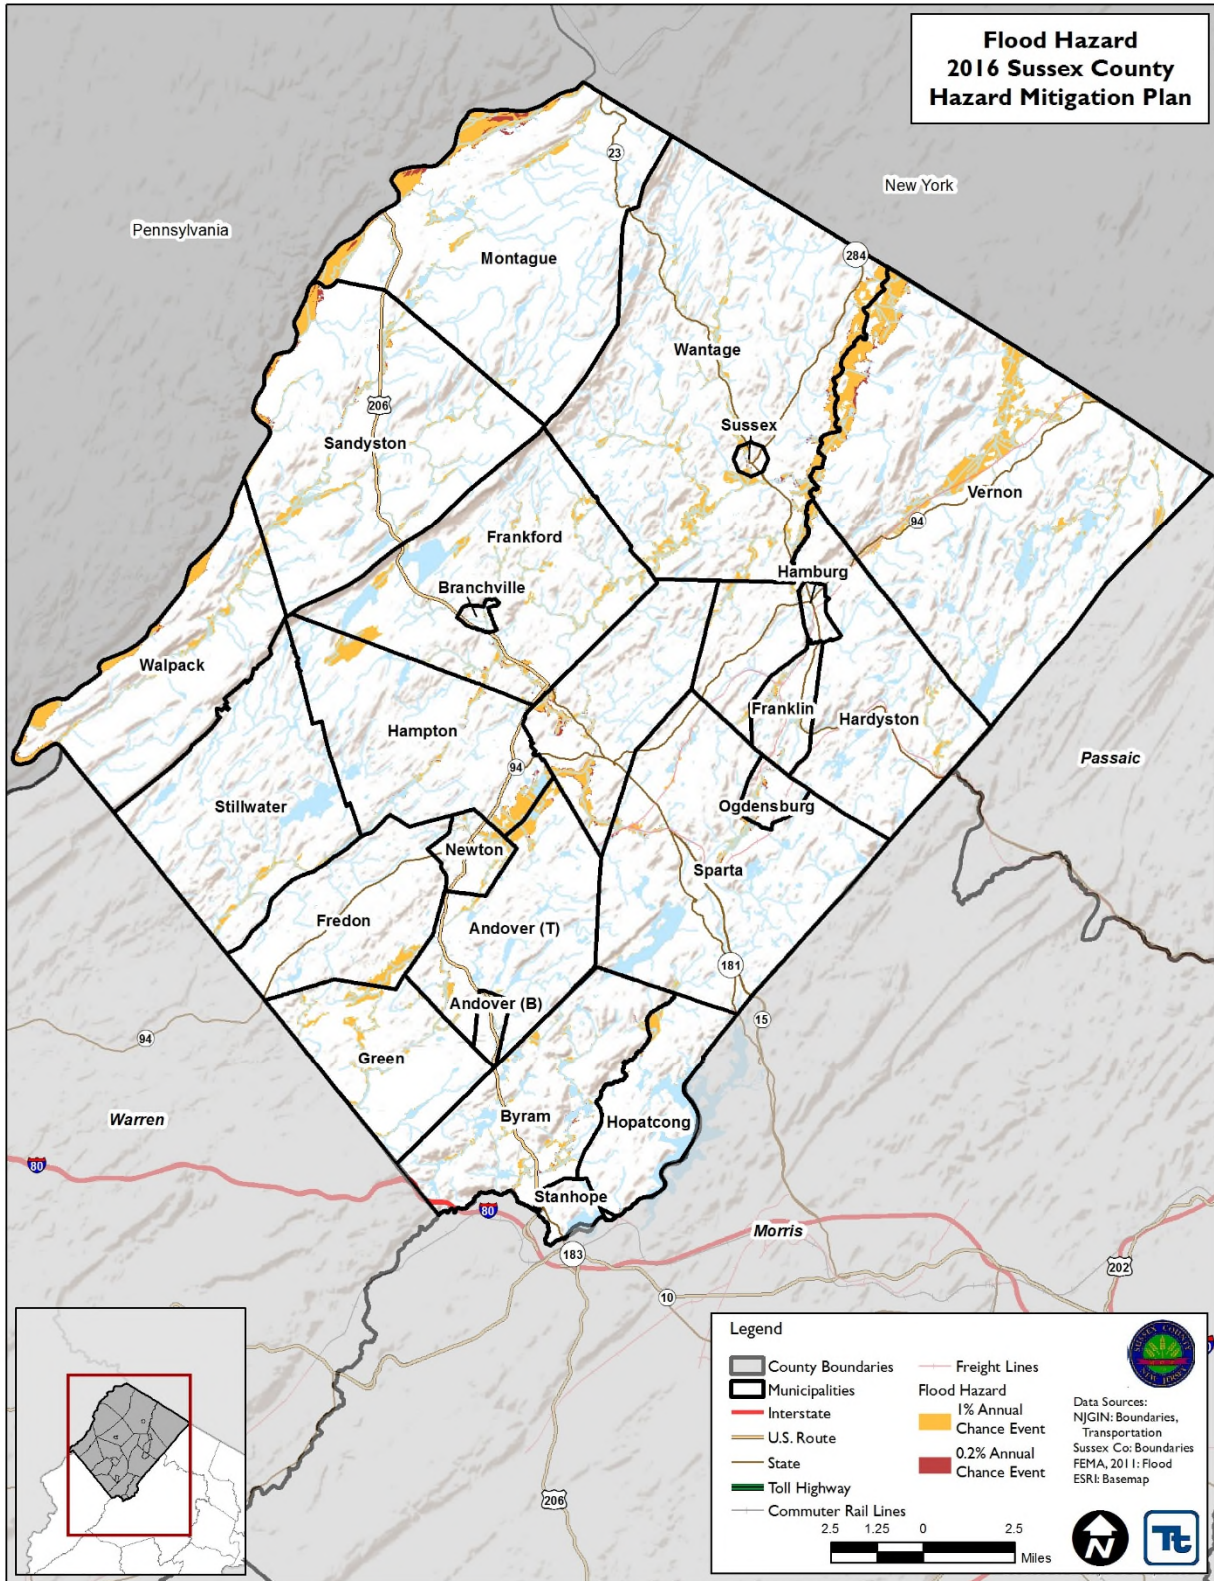 Flood Hazard
2016 Sussex County
Hazard Mitigation Plan
23
New York
Pennsylvania
284
Montague
Wantage
206
Sussex
Sandyston
Vernon
94
Frankford
Hamburg
Branchville
Walpack
Franklin
Hardyston
Hampton
Passaic
94
Stillwater
Ogdensburg
Newton
Sparta
Fredon
Andover (T)
181
Andover (B)
15
94
Green
Warren
Byram
Hopatcong
80
Stanhope
80
Morris
183
202
10
206
Legend
County Boundaries
Municipalities
Interstate
U.S. Route
State
Toll Highway
Commuter Rail Lines
Freight Lines
Flood Hazard
1% Annual
Chance Event
0.2% Annual
Chance Event
SUSSEX COUNTY
NEW JERSEY
Data Sources:
NJGIN: Boundaries,
Transportation
Sussex Co: Boundaries
FEMA, 2011: Flood
ESRI: Basemap
2.5 1.25 0 2.5
Miles
N
Tt